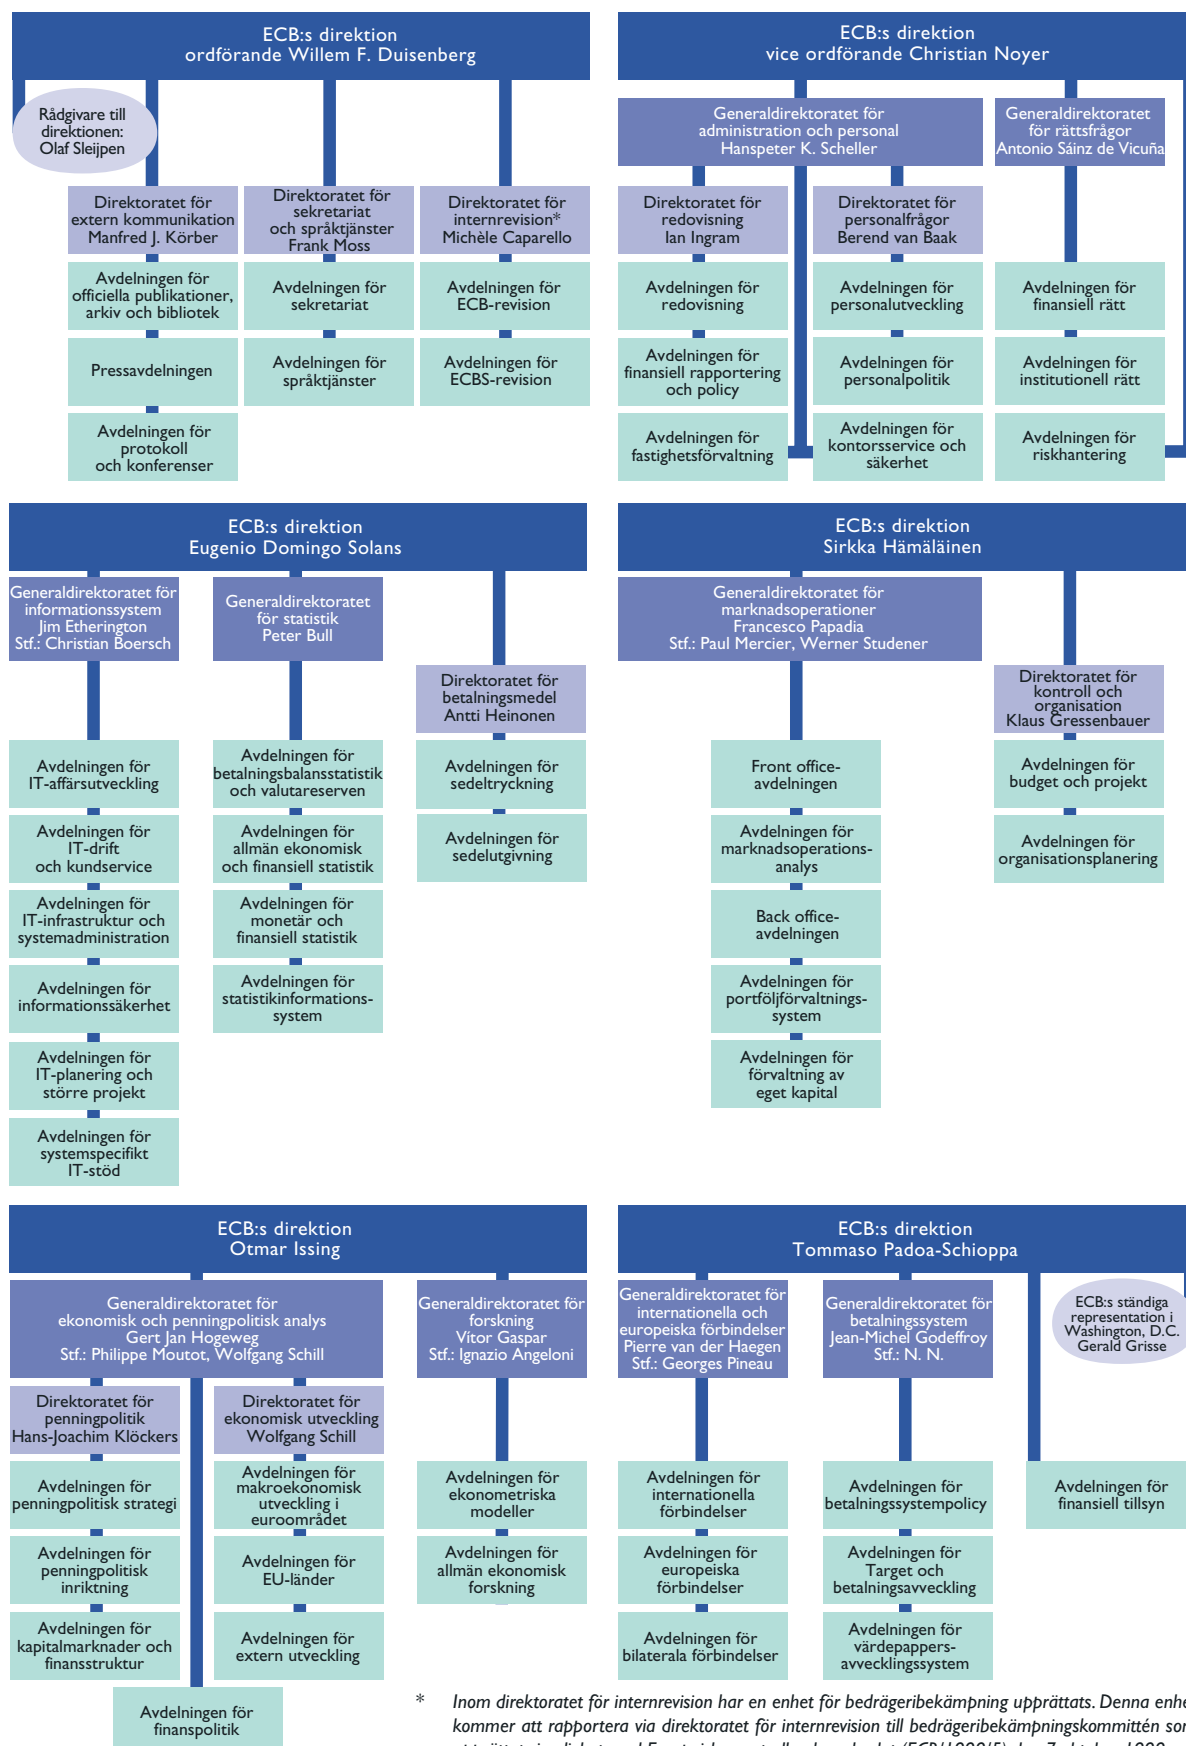 ECB:s direktion
ordförande Willem F. Duisenberg
Rådgivare till
direktionen:
Olaf Sleijpen
Direktoratet för
extern kommunikation
Manfred J. Körber
Avdelningen för
officiella publikationer,
arkiv och bibliotek
Pressavdelningen
Avdelningen för
protokoll
och konferenser
Direktoratet för
sekretariat
och språktjänster
Frank Moss
Avdelningen för
sekretariat
Avdelningen för
språktjänster
Direktoratet för
internrevision*
Michèle Caparello
Avdelningen för
ECB-revision
Avdelningen för
ECBS-revision
ECB:s direktion
vice ordförande Christian Noyer
Generaldirektoratet för
administration och personal
Hanspeter K. Scheller
Direktoratet för
redovisning
Ian Ingram
Avdelningen för
redovisning
Avdelningen för
finansiell rapportering
och policy
Avdelningen för
fastighetsförvaltning
Direktoratet för
personalfrågor
Berend van Baak
Avdelningen för
personalutveckling
Avdelningen för
personalpolitik
Avdelningen för
kontorsservice och
säkerhet
Generaldirektoratet
för rättsfrågor
Antonio Sáinz de Vicuña
Avdelningen för
finansiell rätt
Avdelningen för
institutionell rätt
Avdelningen för
riskhantering
ECB:s direktion
Eugenio Domingo Solans
Generaldirektoratet för
informationssystem
Jim Etherington
Stf.: Christian Boersch
Avdelningen för
IT-affärsutveckling
Avdelningen för
IT-drift
och kundservice
Avdelningen för
IT-infrastruktur och
systemadministration
Avdelningen för
informationssäkerhet
Avdelningen för
IT-planering och
större projekt
Avdelningen för
systemspecifikt
IT-stöd
Generaldirektoratet
för statistik
Peter Bull
Avdelningen för
betalningsbalansstatistik
och valutareserven
Avdelningen för
allmän ekonomisk
och finansiell statistik
Avdelningen för
monetär och
finansiell statistik
Avdelningen för
statistikinformations-
system
Direktoratet för
betalningsmedel
Antti Heinonen
Avdelningen för
sedeltryckning
Avdelningen för
sedelutgivning
ECB:s direktion
Sirkka Hämäläinen
Generaldirektoratet för
marknadsoperationer
Francesco Papadia
Stf.: Paul Mercier, Werner Studener
Front office-
avdelningen
Avdelningen för
marknadsoperations-
analys
Back office-
avdelningen
Avdelningen för
portföljförvaltnings-
system
Avdelningen för
förvaltning av
eget kapital
Direktoratet för
kontroll och
organisation
Klaus Gressenbauer
Avdelningen för
budget och projekt
Avdelningen för
organisationsplanering
ECB:s direktion
Otmar Issing
Generaldirektoratet för
ekonomisk och penningpolitisk analys
Gert Jan Hogeweg
Stf.: Philippe Moutot, Wolfgang Schill
Direktoratet för
penningpolitik
Hans-Joachim Klöckers
Avdelningen för
penningpolitisk strategi
Avdelningen för
penningpolitisk
inriktning
Avdelningen för
kapitalmarknader och
finansstruktur
Direktoratet för
ekonomisk utveckling
Wolfgang Schill
Avdelningen för
makroekonomisk
utveckling i
euroområdet
Avdelningen för
EU-länder
Avdelningen för
extern utveckling
Avdelningen för
finanspolitik
Generaldirektoratet för
forskning
Vítor Gaspar
Stf.: Ignazio Angeloni
Avdelningen för
ekonometriska
modeller
Avdelningen för
allmän ekonomisk
forskning
ECB:s direktion
Tommaso Padoa-Schioppa
Generaldirektoratet för
internationella och
europeiska förbindelser
Pierre van der Haegen
Stf.: Georges Pineau
Avdelningen för
internationella
förbindelser
Avdelningen för
europeiska
förbindelser
Avdelningen för
bilaterala förbindelser
Generaldirektoratet för
betalningssystem
Jean-Michel Godeffroy
Stf.: N. N.
Avdelningen för
betalningssystempolicy
Avdelningen för
Target och
betalningsavveckling
Avdelningen för
värdepappers-
avvecklingssystem
ECB:s ständiga
representation i
Washington, D.C.
Gerald Grisse
Avdelningen för
finansiell tillsyn
* Inom direktoratet för internrevision har en enhet för bedrägeribekämpning upprättats. Denna enhe
kommer att rapportera via direktoratet för internrevision till bedrägeribekämpningskommittén sor